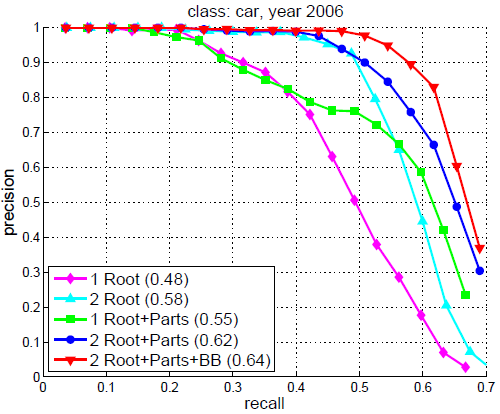 class: car, year 2006
1
0.9
0.8
0.7
0.6
0.5
0.4
0.3
0.2
0.1
0
precision
1 Root (0.48)
2 Root (0.58)
1 Root+Parts (0.55)
2 Root+Parts (0.62)
2 Root+Parts+BB (0.64)
0 0.1 0.2 0.3 0.4 0.5 0.6 0.7
recall